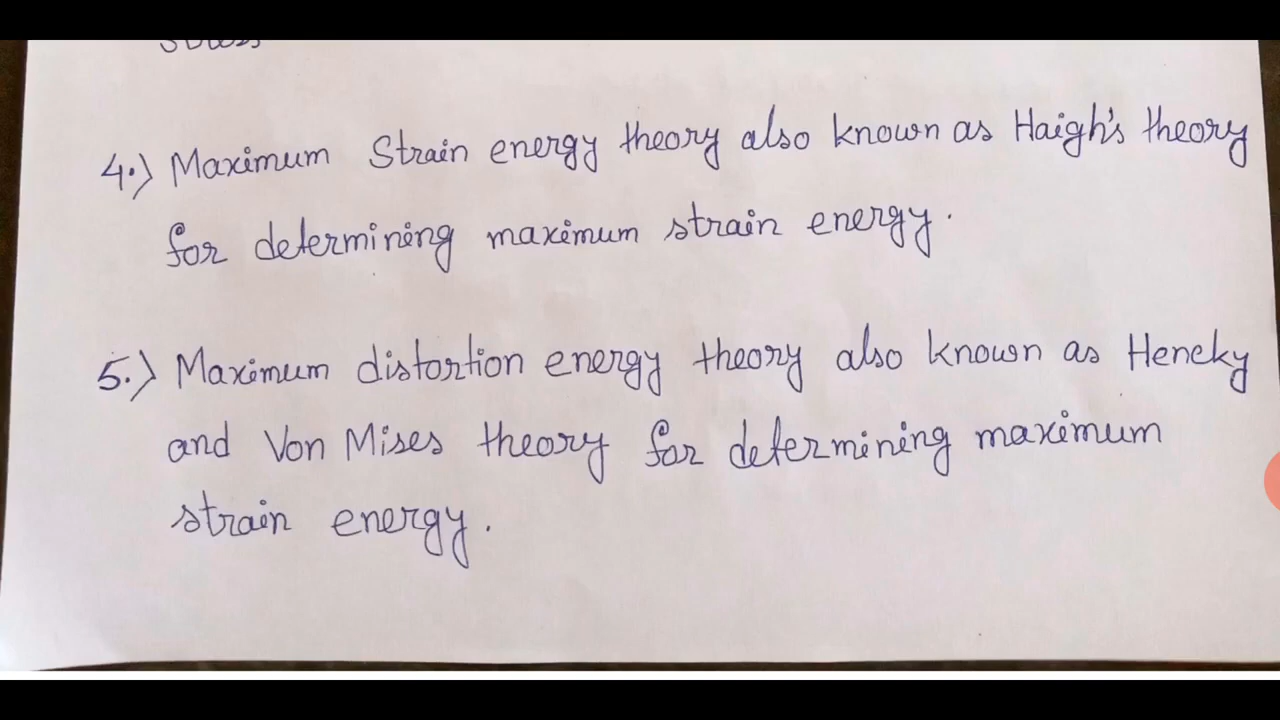 4.) Maximum Strain energy theory also known as Haigh's theory
for determining maximum strain energy.
5.) Maximum distortion energy theory also known as Hencky
and Von Mises theory for determining maximum
strain energy.